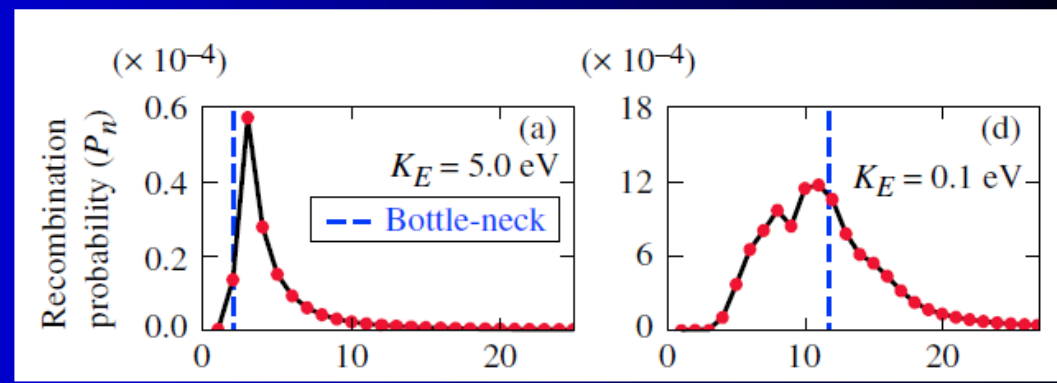 (× 10⁻⁴)
(× 10⁻⁴)
Recombination
probability (Pₙ)
0.6
0.4
0.2
0.0
(a)
K_E = 5.0 eV
Bottle-neck
0
10
20
18
12
6
0
(d)
K_E = 0.1 eV
0
10
20